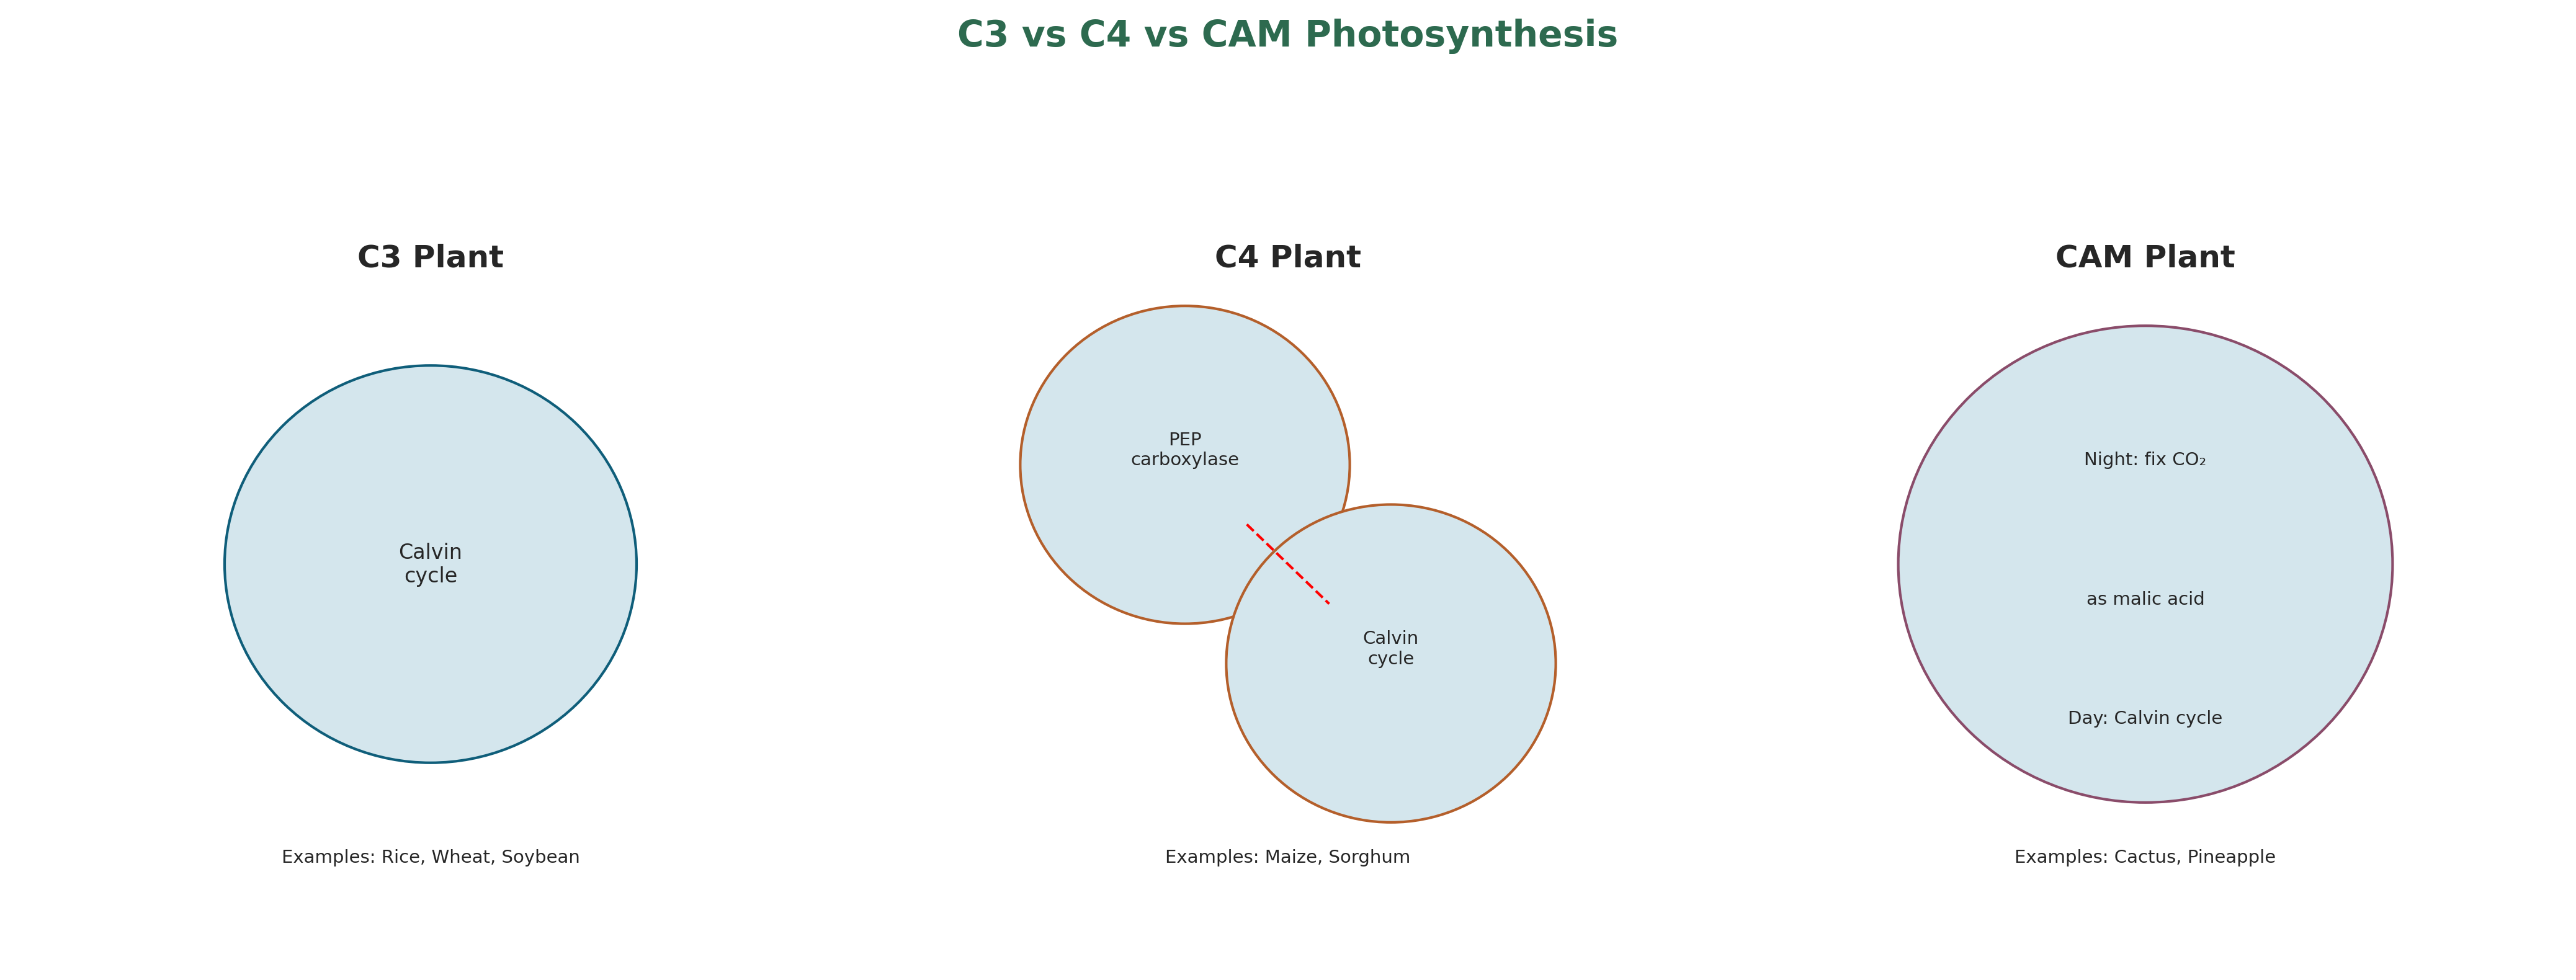 C3 vs C4 vs CAM Photosynthesis
C3 Plant
Calvin
cycle
Examples: Rice, Wheat, Soybean
C4 Plant
PEP
carboxylase
Calvin
cycle
Examples: Maize, Sorghum
CAM Plant
Night: fix CO₂
as malic acid
Day: Calvin cycle
Examples: Cactus, Pineapple